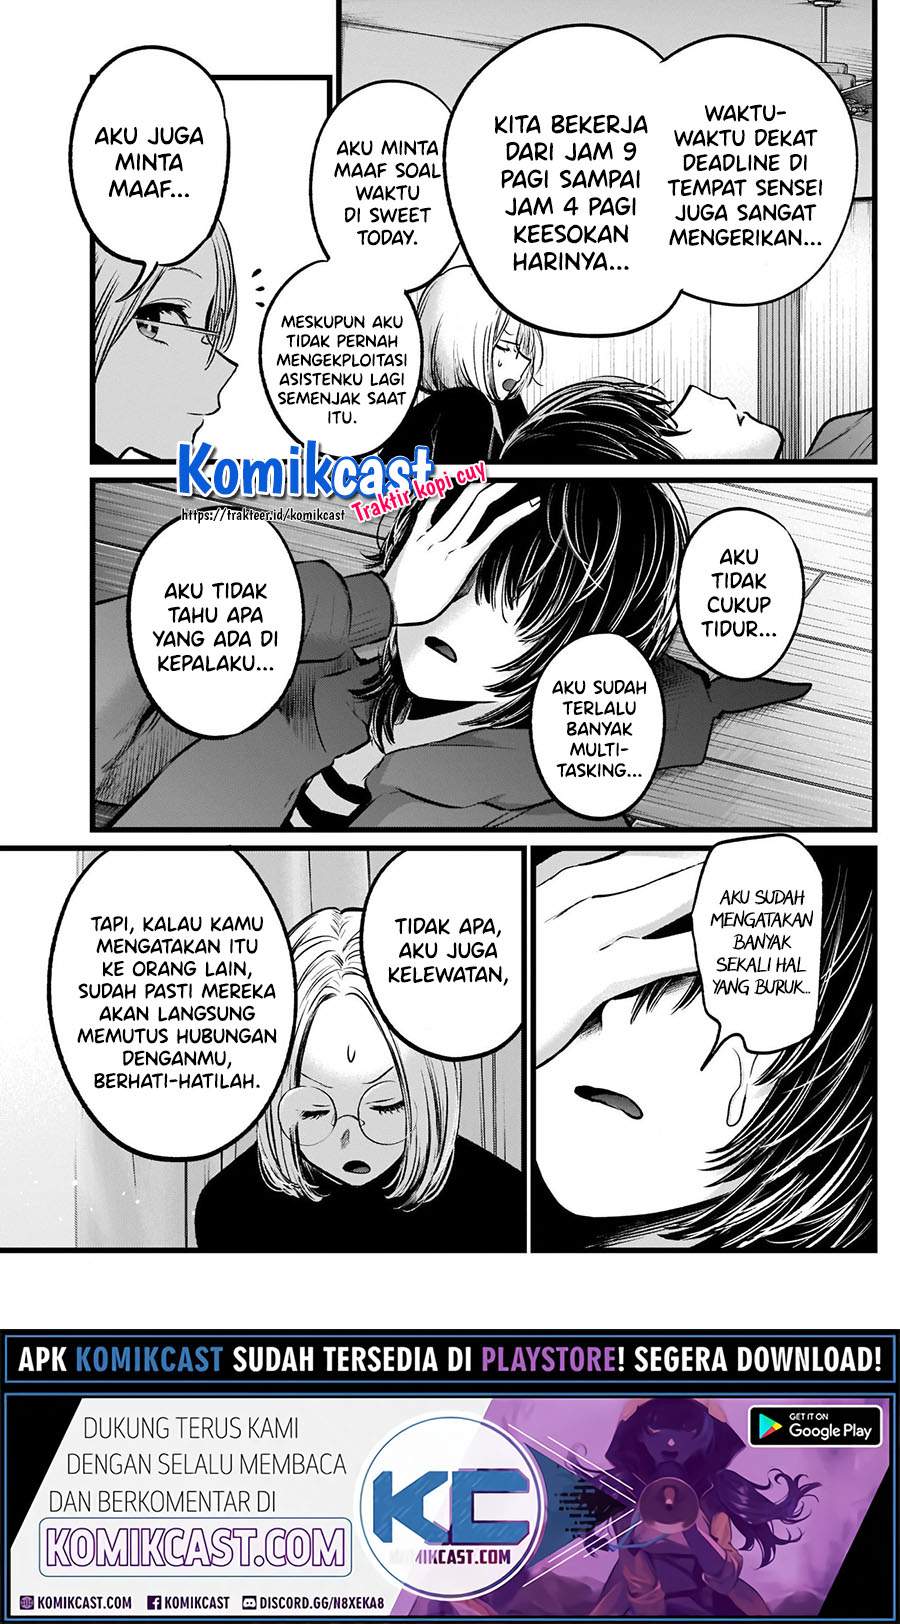 WAKTU-
WAKTU DEKAT
DEADLINE DI
TEMPAT SENSEI
JUGA SANGAT
MENGERIKAN...
KITA BEKERJA
DARI JAM 9
PAGI SAMPAI
JAM 4 PAGI
KEESOKAN
HARINYA...
AKU MINTA
MAAF SOAL
WAKTU
DI SWEET
TODAY.
MESKUPUN AKU
TIDAK PERNAH
MENGEKPLOITASI
ASISTENKU LAGI
SEMENJAK SAAT
ITU.
AKU JUGA
MINTA
MAAF...
Komikcast
Traktir kopi cuy
https://trakteer.id/komikcast
AKU
TIDAK
CUKUP
TIDUR...
AKU SUDAH
TERLALU
BANYAK
MULTI-
TASKING...
AKU TIDAK
TAHU APA
YANG ADA DI
KEPALAKU...
AKU SUDAH
MENGATAKAN
BANYAK
SEKALI HAL
YANG BURUK...
TIDAK APA,
AKU JUGA
KELEWATAN,
TAPI, KALAU KAMU
MENGATAKAN ITU
KE ORANG LAIN,
SUDAH PASTI MEREKA
AKAN LANGSUNG
MEMUTUS HUBUNGAN
DENGANMU,
BERHATI-HATILAH.
APK KOMIKCAST SUDAH TERSEDIA DI PLAYSTORE! SEGERA DOWNLOAD!
DUKUNG TERUS KAMI
DENGAN SELALU MEMBACA
DAN BERKOMENTAR DI
KOMIKCAST.COM
KOMIKCAST.COM KOMIKCAST DISCORD.GG/N8XEKA8
KC
KOMIKCAST.COM
GET IT ON
Google Play